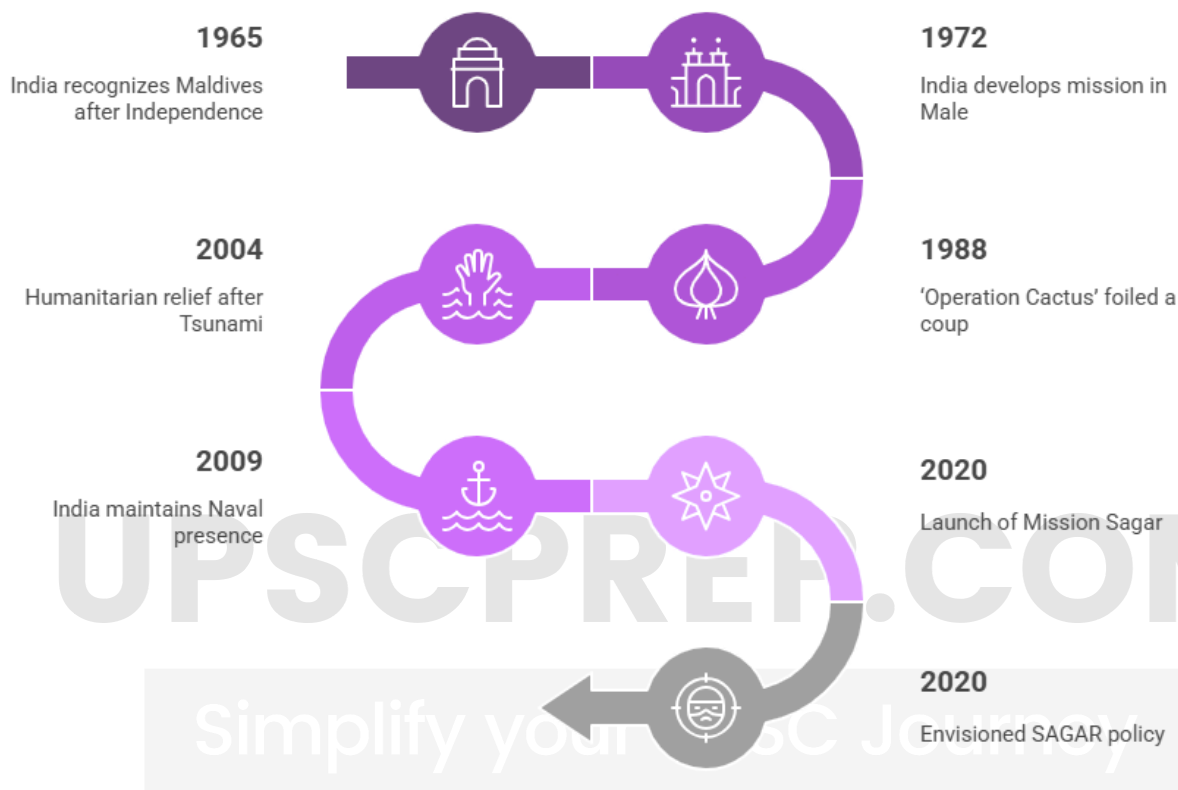 1965
India recognizes Maldives
after Independence
1972
India develops mission in
Male
1988
‘Operation Cactus’ foiled a
coup
2004
Humanitarian relief after
Tsunami
2009
India maintains Naval
presence
2020
Launch of Mission Sagar
2020
Envisioned SAGAR policy
UPSCPREP.COM
Simplify your UPSC Journey